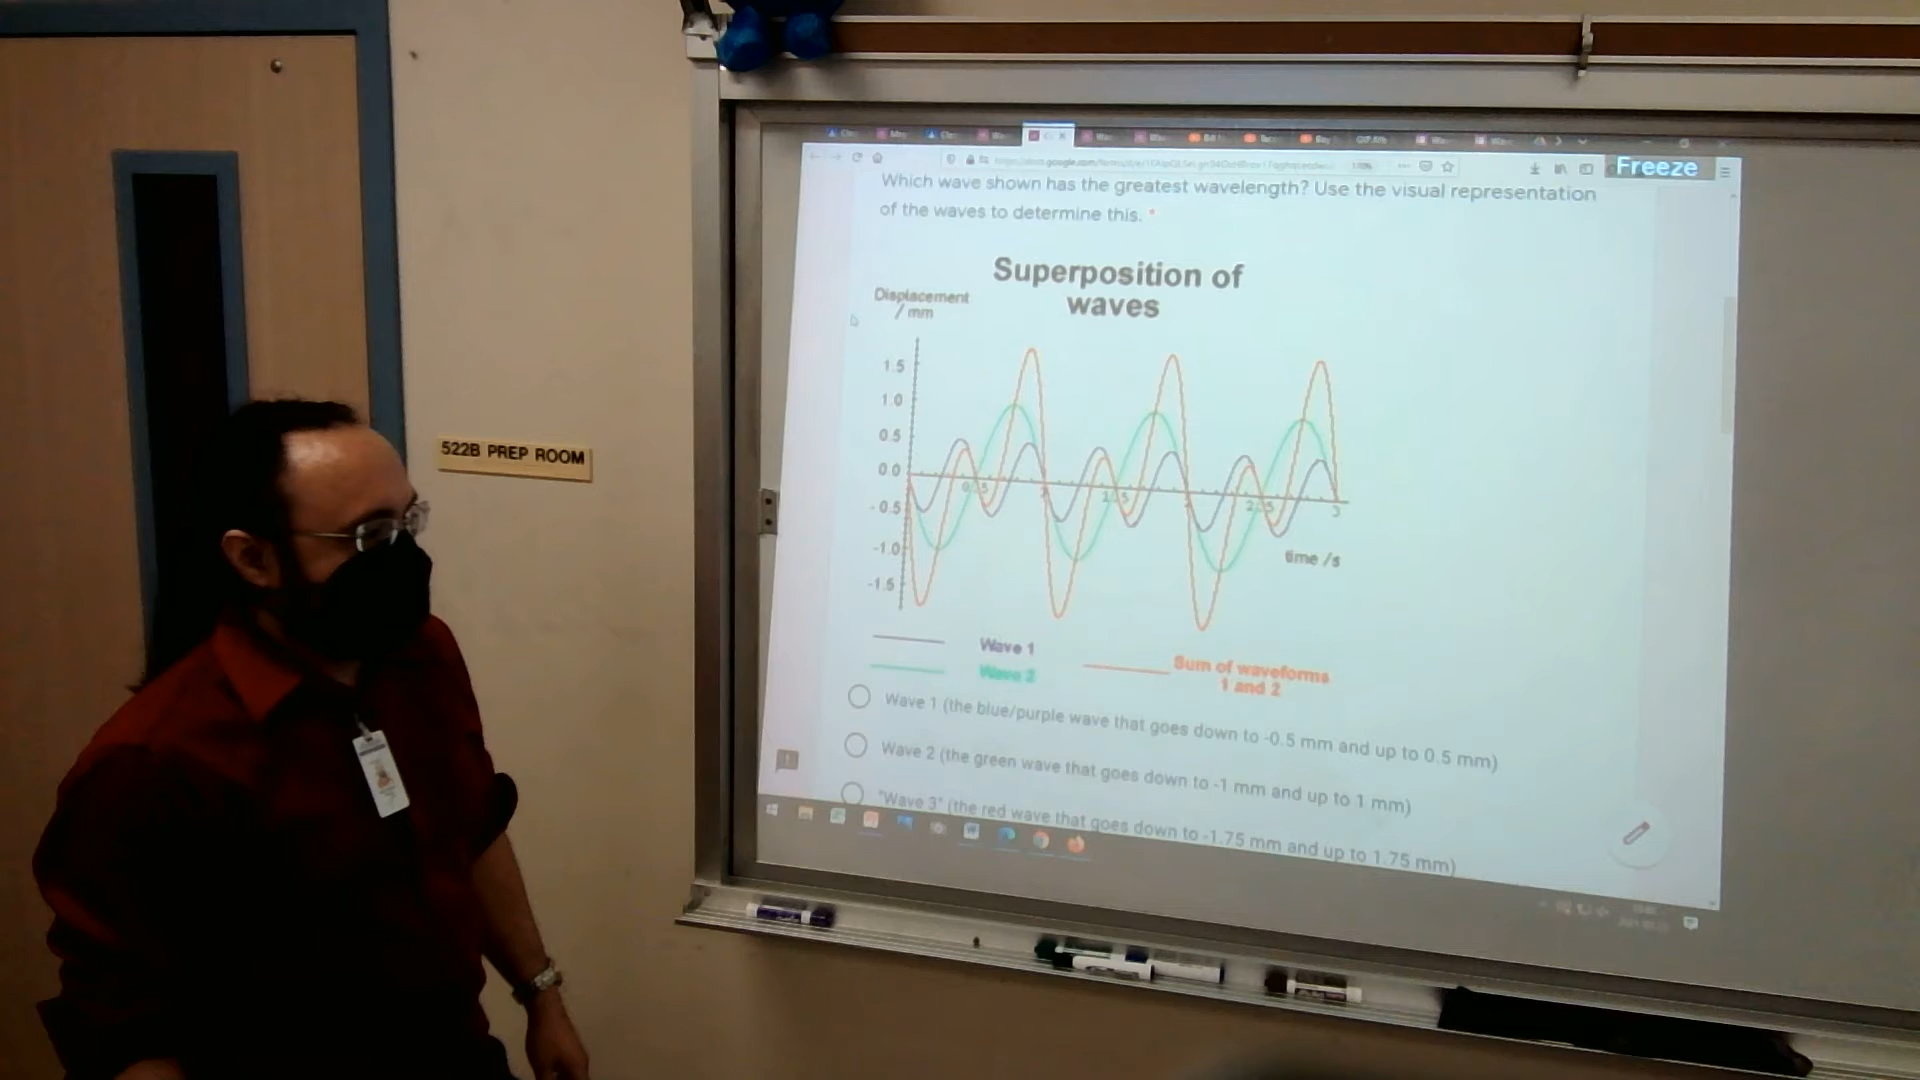 Freeze
Which wave shown has the greatest wavelength? Use the visual representation
of the waves to determine this. *
Superposition of
waves
Displacement
/ mm
1.5
1.0
0.5
0.0
-0.5
-1.0
-1.5
3
time /s
Wave 1
Wave 2
Sum of waveforms
1 and 2
Wave 1 (the blue/purple wave that goes down to -0.5 mm and up to 0.5 mm)
Wave 2 (the green wave that goes down to -1 mm and up to 1 mm)
"Wave 3" (the red wave that goes down to -1.75 mm and up to 1.75 mm)
522B PREP ROOM